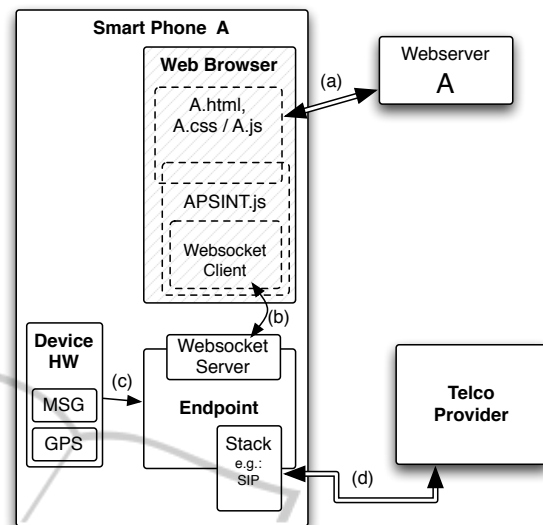 Smart Phone A
Web Browser
A.html,
A.css / A.js
APSINT.js
Websocket
Client
(a)
Webserver
A
(b)
Websocket
Server
Device
HW
MSG
GPS
(c)
Endpoint
Stack
e.g.:
SIP
(d)
Telco
Provider